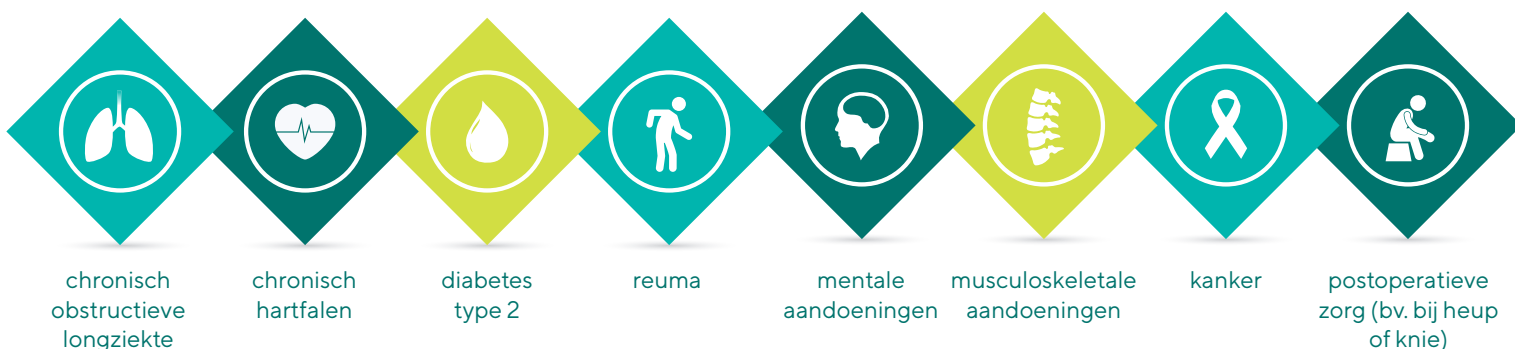 chronisch
obstructieve
longziekte
chronisch
hartfalen
diabetes
type 2
reuma
mentale
aandoeningen
musculoskeletale
aandoeningen
kanker
postoperatieve
zorg (bv. bij heup
of knie)